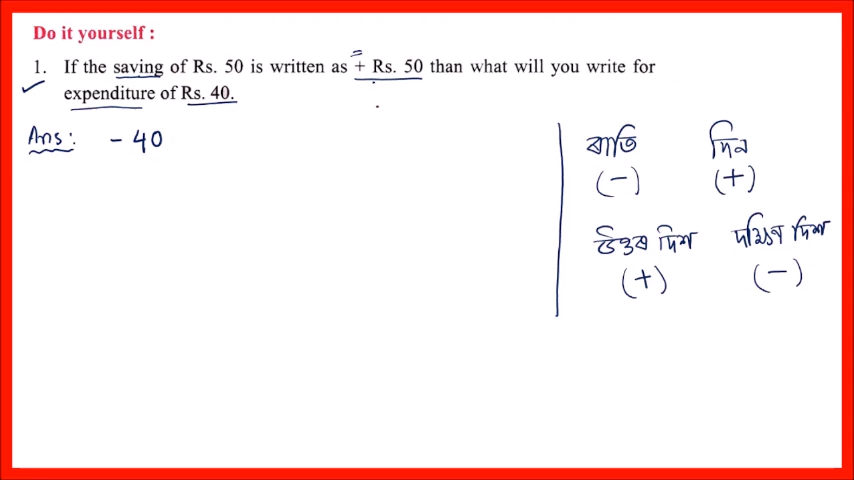 Do it yourself :
1. If the saving of Rs. 50 is written as + Rs. 50 than what will you write for
expenditure of Rs. 40.
Ans: - 40
ৰাতি দিন
(-) (+)
উত্তৰ দিশ দক্ষিণ দিশ
(+) (-)